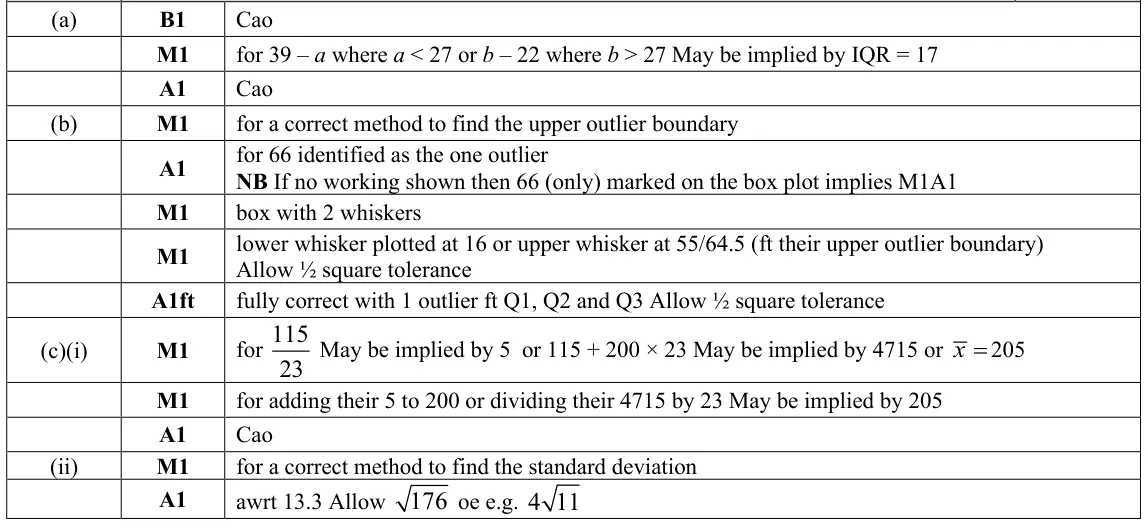 (a) B1 Cao
M1 for 39 – a where a < 27 or b – 22 where b > 27 May be implied by IQR = 17
A1 Cao
(b) M1 for a correct method to find the upper outlier boundary
A1 for 66 identified as the one outlier
NB If no working shown then 66 (only) marked on the box plot implies M1A1
M1 box with 2 whiskers
M1 lower whisker plotted at 16 or upper whisker at 55/64.5 (ft their upper outlier boundary)
Allow ½ square tolerance
A1ft fully correct with 1 outlier ft Q1, Q2 and Q3 Allow ½ square tolerance
(c)(i) M1 for 115/23 May be implied by 5 or 115 + 200 × 23 May be implied by 4715 or x̅ = 205
M1 for adding their 5 to 200 or dividing their 4715 by 23 May be implied by 205
A1 Cao
(ii) M1 for a correct method to find the standard deviation
A1 awrt 13.3 Allow √176 oe e.g. 4√11